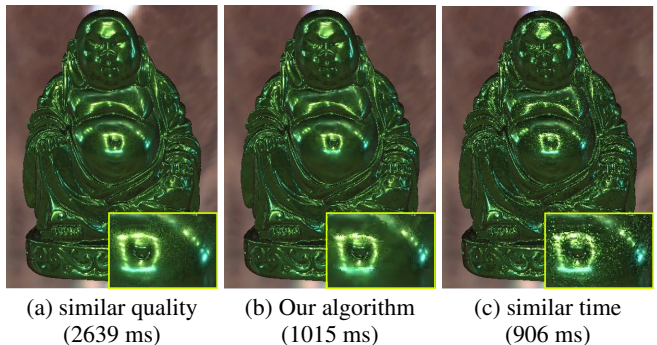 (a) similar quality
(2639 ms)
(b) Our algorithm
(1015 ms)
(c) similar time
(906 ms)